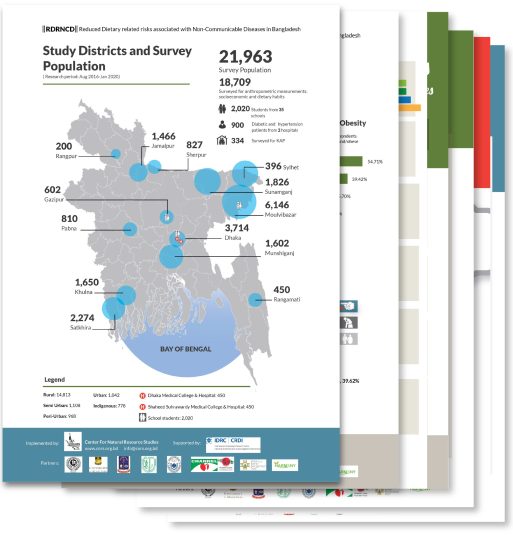 ||RDRNCD|| Reduced Dietary related risks associated with Non-Communicable Diseases in Bangladesh
Study Districts and Survey
Population
( Research period: Aug 2016-Jan 2020)
21,963
Survey Population
18,709
Surveyed for anthropometric measurements,
socioeconomic and dietary habits
2,020 Students from 35
schools
900 Diabetic and hypertension
patients from 2 hospitals
334 Surveyed for KAP
1,466
Jamalpur
827
Sherpur
200
Rangpur
396 Sylhet
1,826
Sunamganj
602
Gazipur
6,146
Moulvibazar
810
Pabna
3,714
Dhaka
1,602
Munshiganj
1,650
Khulna
450
Rangamati
2,274
Satkhira
BAY OF BENGAL
Legend
Rural: 14,813
Urban: 1,842
Dhaka Medical College & Hospital: 450
Semi Urban: 1,106
Indigenous: 778
Shaheed Suhrawardy Medical College & Hospital: 450
Peri-Urban: 968
School students: 2,020
Implemented by:
Center For Natural Resource Studies
www.cnrs.org.bd info@cnrs.org.bd
Supported by:
IDRC | CRDI
Partners:
ngladesh
Obesity
54.71%
39.42%
39.62%